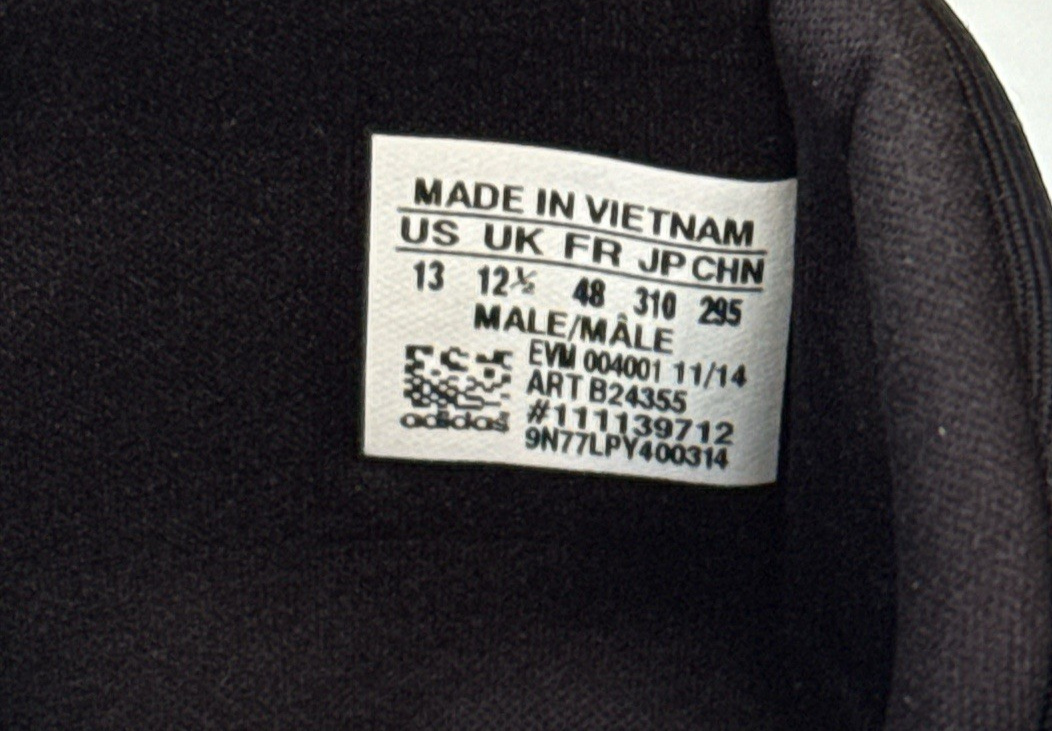 MADE IN VIETNAM
US UK FR JP CHN
13 12½ 48 310 295
MALE/MÂLE
EVM 004001 11/14
ART B24355
#111139712
9N77LPY400314
adidas